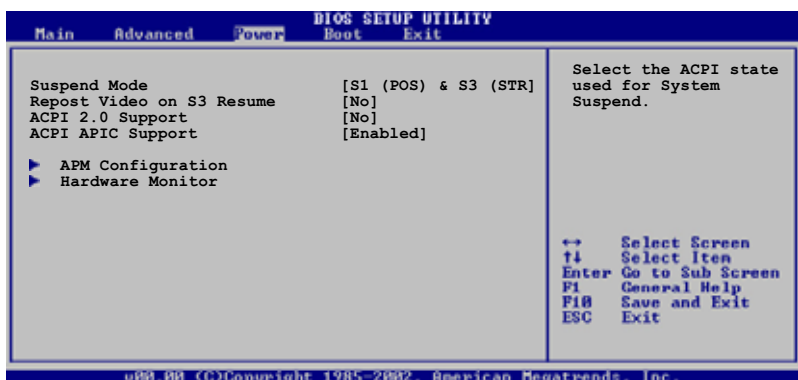 BIOS SETUP UTILITY
Main Advanced Power Boot Exit
Suspend Mode [S1 (POS) & S3 (STR]
Repost Video on S3 Resume [No]
ACPI 2.0 Support [No]
ACPI APIC Support [Enabled]
APM Configuration
Hardware Monitor
Select the ACPI state
used for System
Suspend.
↔ Select Screen
↑↓ Select Item
Enter Go to Sub Screen
F1 General Help
F10 Save and Exit
ESC Exit
v00.00 (C)Copyright 1985-2002, American Megatrends, Inc.